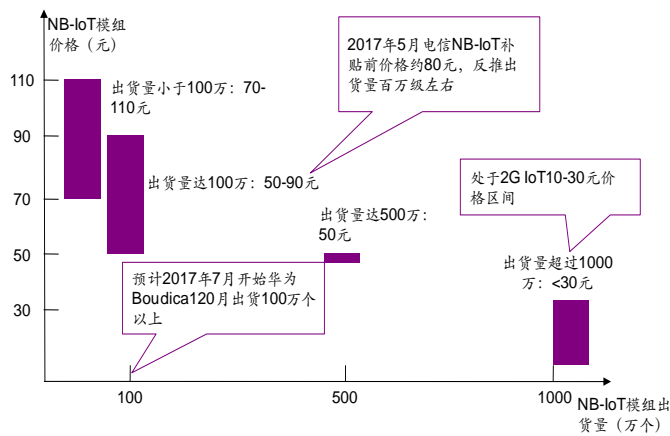 NB-IoT模组
价格（元）
2017年5月电信NB-IoT补
贴前价格约80元，反推出
货量百万级左右
110
出货量小于100万：70-
110元
90
出货量达100万：50-90元
处于2G IoT10-30元价
格区间
70
出货量达500万：
50元
50
出货量超过1000
万：<30元
预计2017年7月开始华为
Boudica120月出货100万个
以上
30
100
500
1000
NB-IoT模组出
货量（万个）